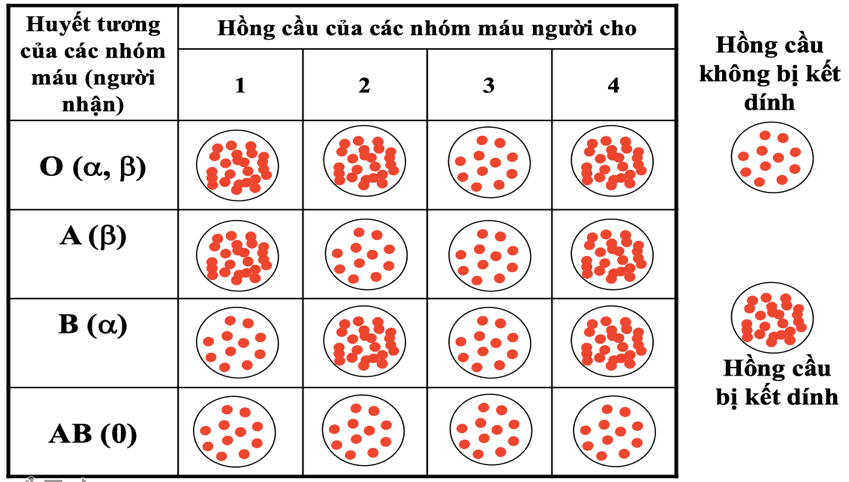 Huyết tương
của các nhóm
máu (người
nhận)
Hồng cầu của các nhóm máu người cho
1
2
3
4
O (α, β)
A (β)
B (α)
AB (0)
Hồng cầu
không bị kết
dính
Hồng cầu
bị kết dính